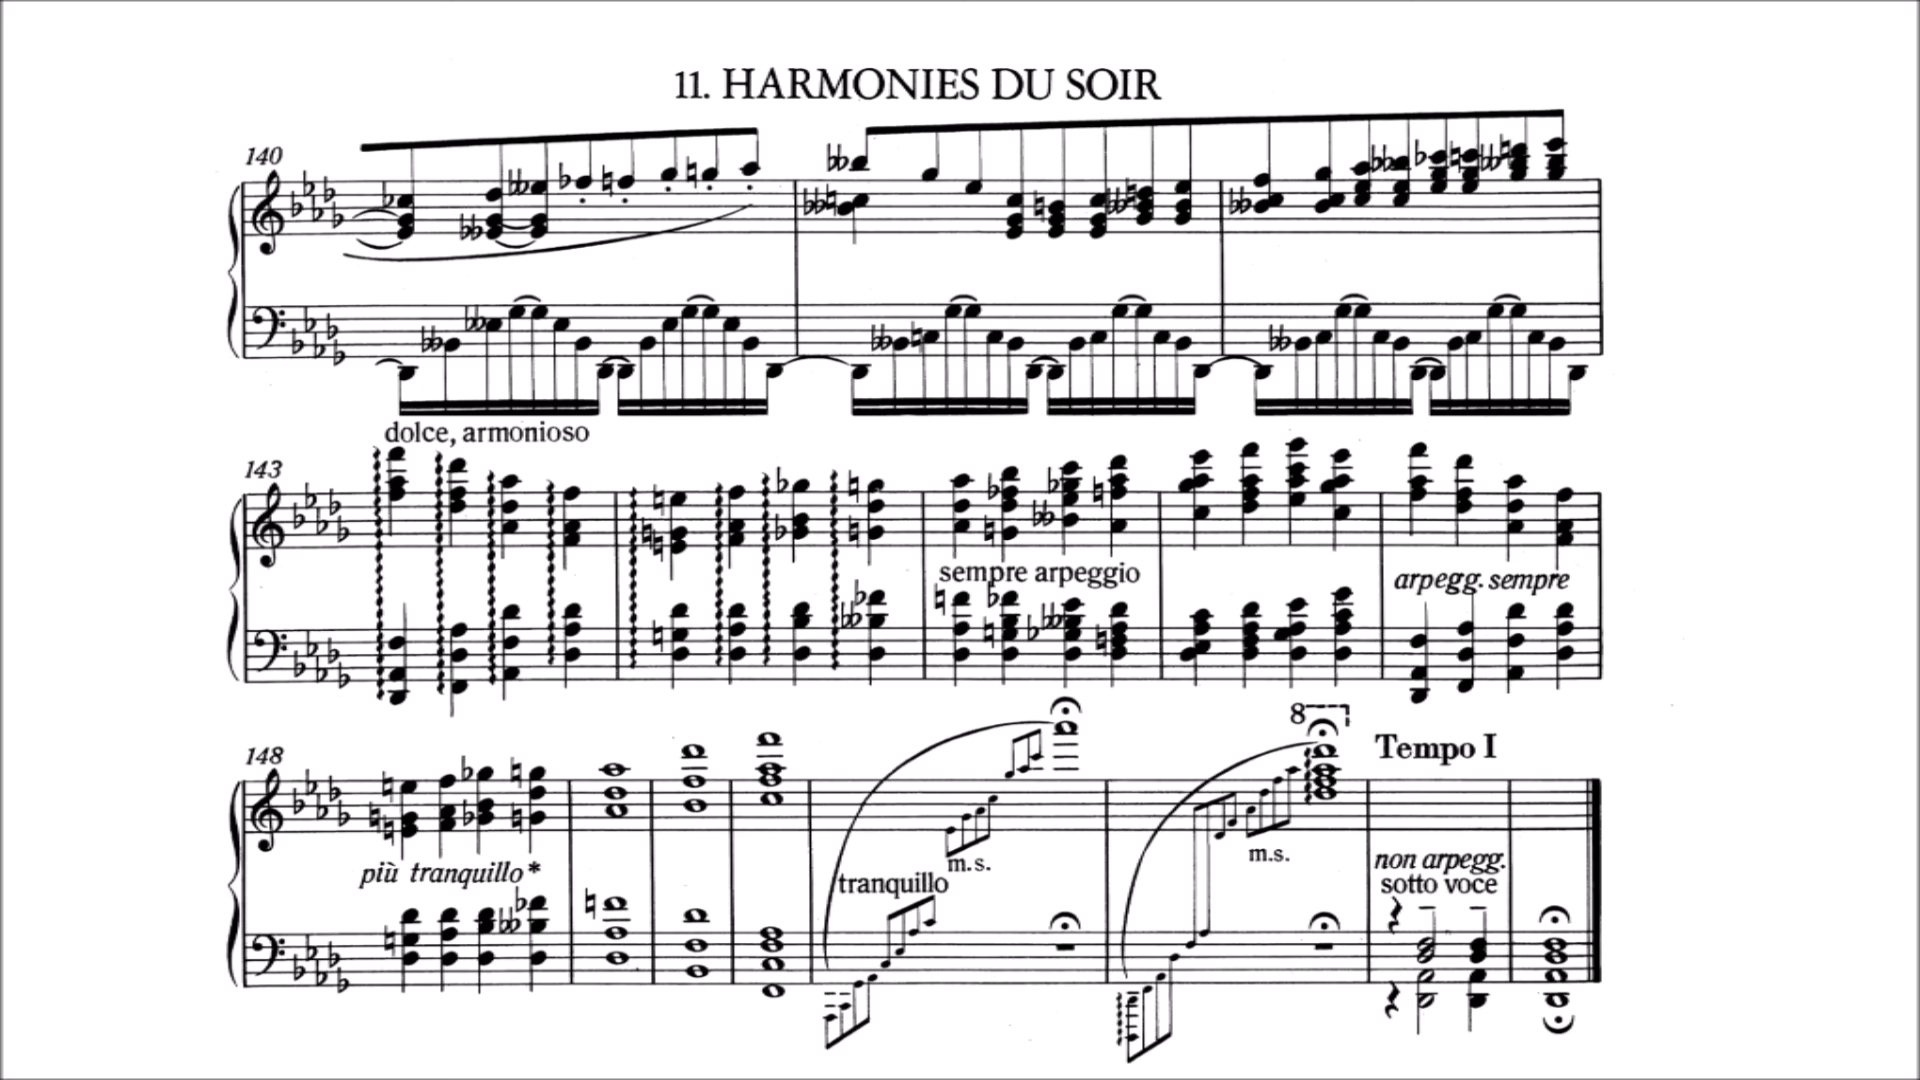 11. HARMONIES DU SOIR
140
dolce, armonioso
143
sempre arpeggio
arpegg. sempre
8
148
Tempo I
più tranquillo *
m.s.
tranquillo
m.s.
non arpegg.
sotto voce